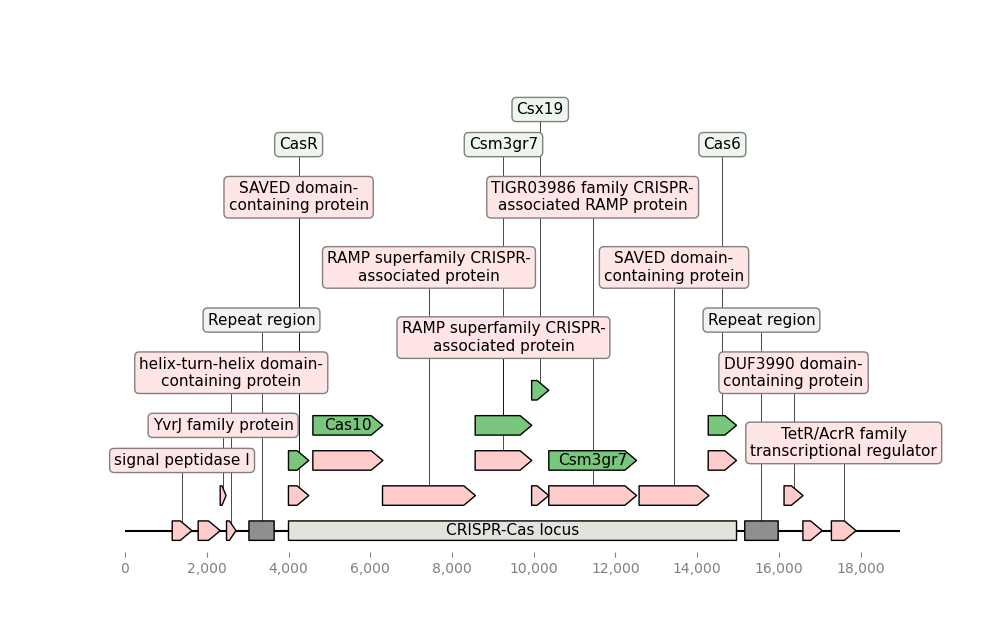 Csx19
CasR
Csm3gr7
Cas6
SAVED domain-
containing protein
TIGR03986 family CRISPR-
associated RAMP protein
RAMP superfamily CRISPR-
associated protein
SAVED domain-
containing protein
Repeat region
RAMP superfamily CRISPR-
associated protein
Repeat region
helix-turn-helix domain-
containing protein
DUF3990 domain-
containing protein
YvrJ family protein
Cas10
TetR/AcrR family
transcriptional regulator
signal peptidase I
Csm3gr7
CRISPR-Cas locus
0 2,000 4,000 6,000 8,000 10,000 12,000 14,000 16,000 18,000